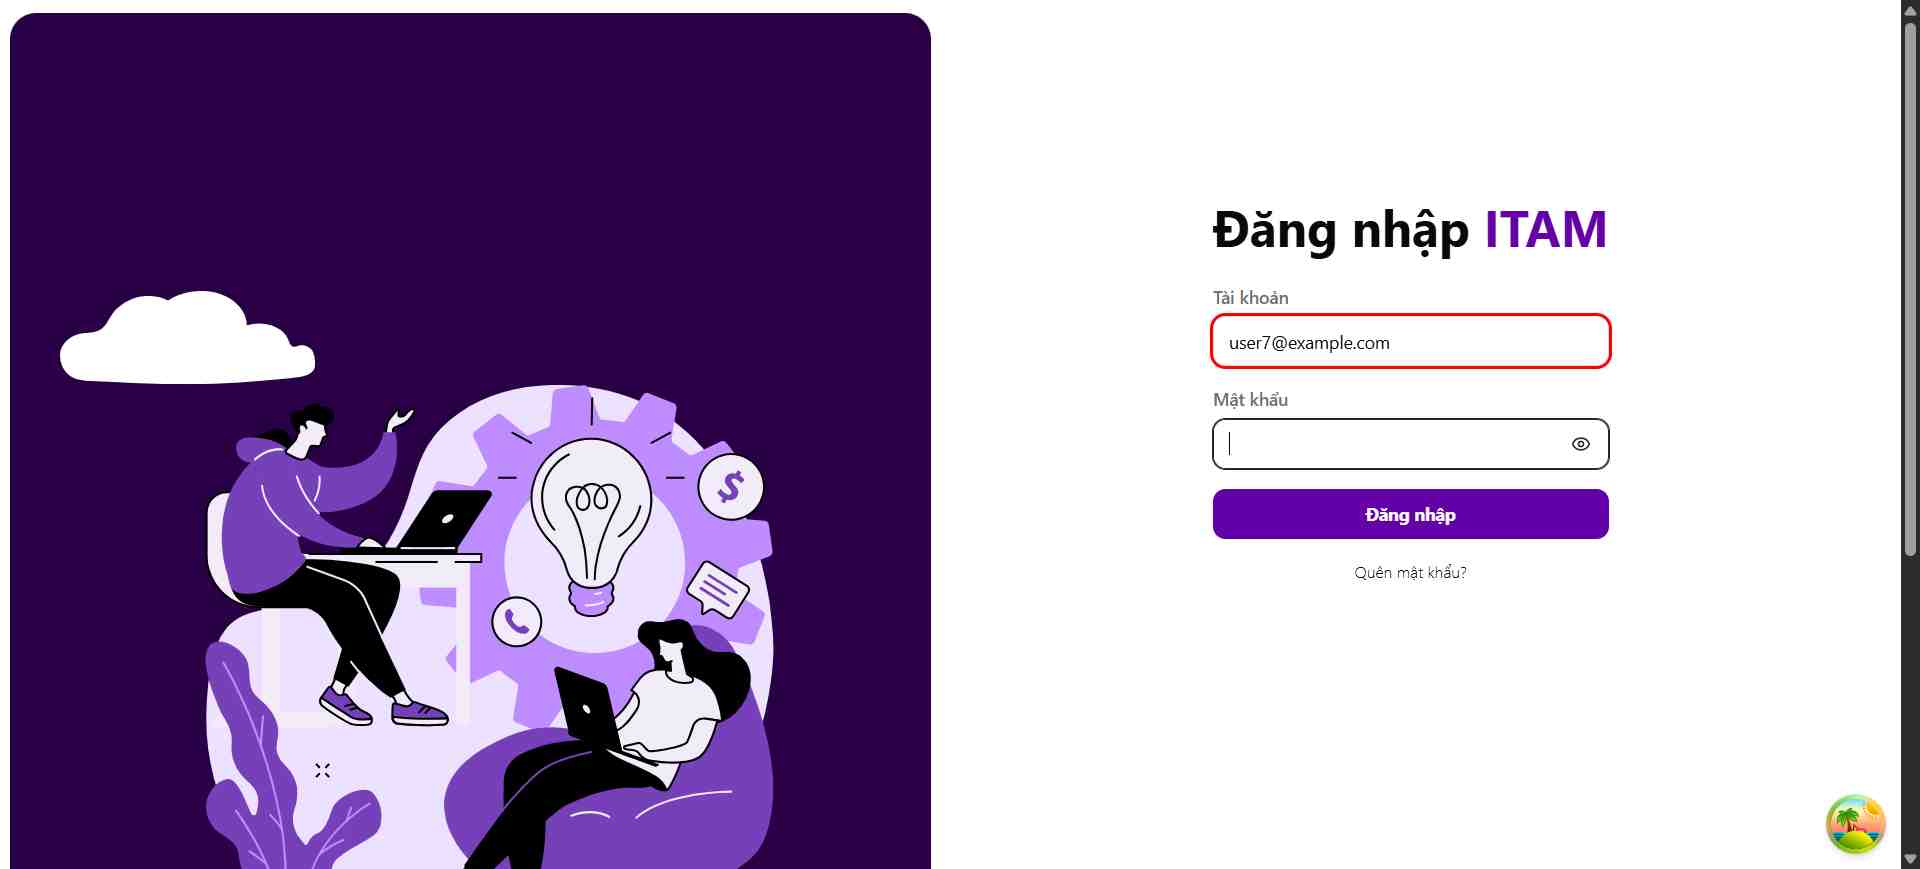 Đăng nhập ITAM
Tài khoản
user7@example.com
Mật khẩu
Đăng nhập
Quên mật khẩu?
$